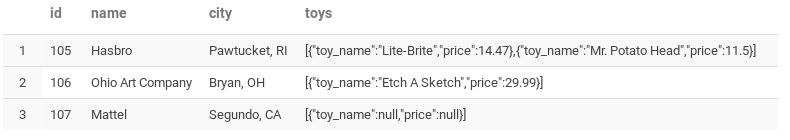 id name city toys
1 105 Hasbro Pawtucket, RI [{"toy_name":"Lite-Brite","price":14.47},{"toy_name":"Mr. Potato Head","price":11.5}]
2 106 Ohio Art Company Bryan, OH [{"toy_name":"Etch A Sketch","price":29.99}]
3 107 Mattel Segundo, CA [{"toy_name":null,"price":null}]